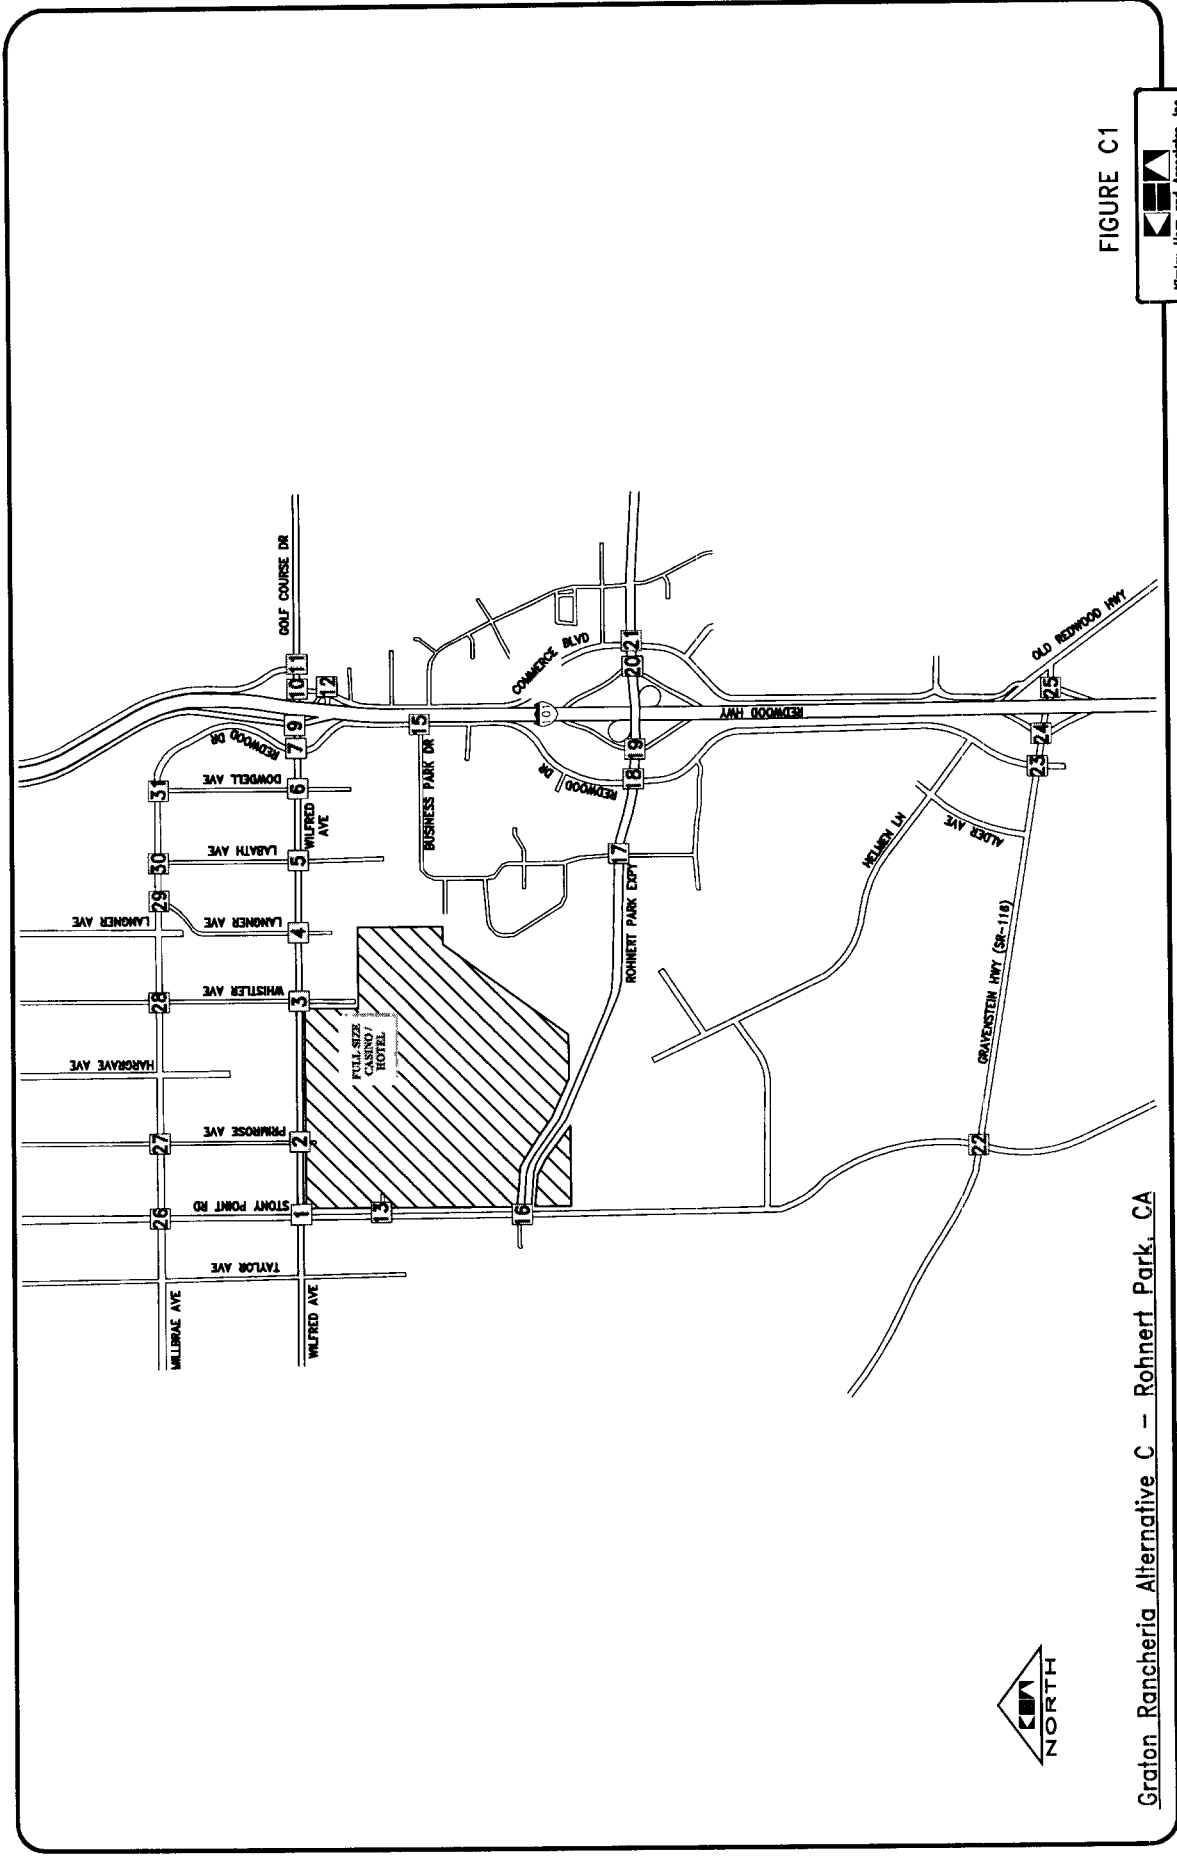 FIGURE C1
GOLF COURSE DR
11
10
12
9
7
REDWOOD DR
DOWDELL AVE
31
6
WILFRED
AVE
LABATH AVE
30
5
29
LANGNER AVE
LANGNER AVE
4
WHISTLER AVE
28
3
HARGRAVE AVE
PRIMROSE AVE
27
2
STONY POINT RD
26
1
13
TAYLOR AVE
MILLBRAE AVE
WILFRED AVE
FULL SIZE
CASINO /
HOTEL
BUSINESS PARK DR
15
COMMERCE BLVD
101
REDWOOD HWY
21
20
19
18
REDWOOD
DR
17
ROHNERT PARK EXPY
16
HELMEN LN
ALDER AVE
GRAVENSTEIN HWY (SR-116)
22
23
24
25
OLD REDWOOD HWY
NORTH
Graton Rancheria Alternative C – Rohnert Park, CA